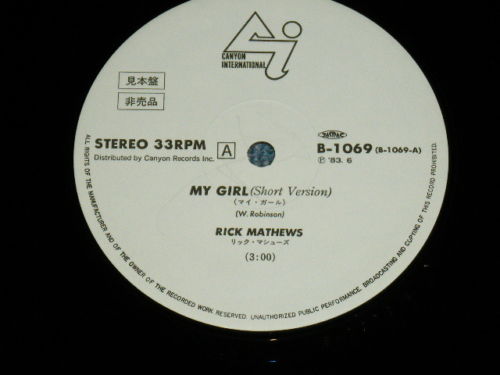 CANYON
INTERNATIONAL
見本盤
非売品
STEREO 33RPM
A
B-1069 (B-1069-A)
Distributed by Canyon Records Inc.
℗ '83. 6
MY GIRL (Short Version)
(マイ・ガール)
(W. Robinson)
RICK MATHEWS
リック・マシューズ
(3:00)
ALL RIGHTS OF THE MANUFACTURER AND OF THE OWNER OF THE RECORDED WORK RESERVED. UNAUTHORIZED PUBLIC PERFORMANCE, BROADCASTING AND COPYING OF THIS RECORD PROHIBITED.